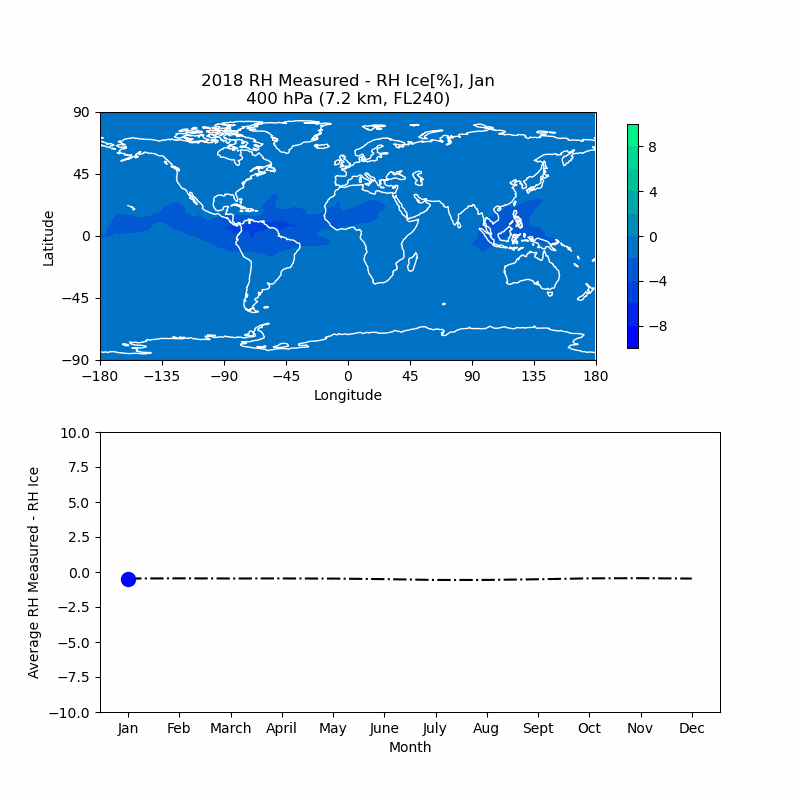 2018 RH Measured - RH Ice[%], Jan
400 hPa (7.2 km, FL240)
90
45
0
−45
−90
Latitude
−180 −135 −90 −45 0 45 90 135 180
Longitude
8
4
0
−4
−8
10.0
7.5
5.0
2.5
0.0
−2.5
−5.0
−7.5
−10.0
Average RH Measured - RH Ice
Jan Feb March April May June July Aug Sept Oct Nov Dec
Month